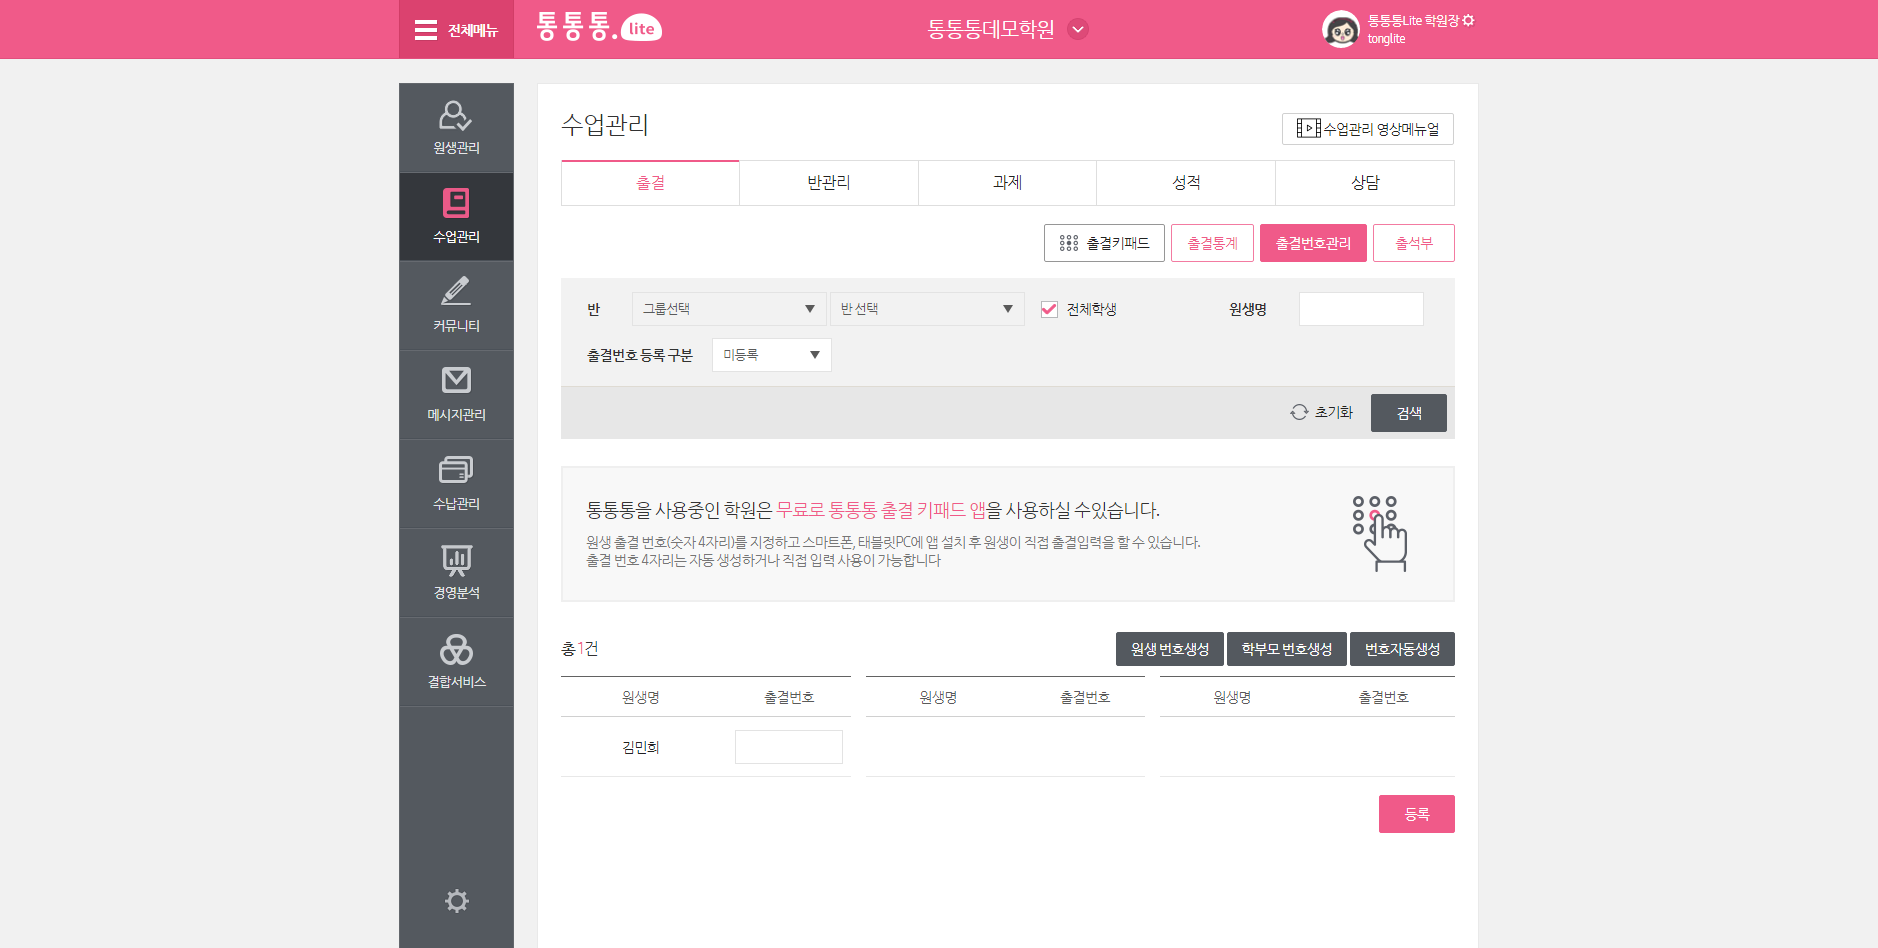 전체메뉴
통통통.lite
통통통데모학원
통통통Lite 학원장
tonglite
원생관리
수업관리
커뮤니티
메시지관리
수납관리
경영분석
결합서비스
수업관리
수업관리 영상메뉴얼
출결 반관리 과제 성적 상담
출결키패드 출결통계 출결번호관리 출석부
반 그룹선택 반 선택 전체학생 원생명
출결번호 등록 구분 미등록
초기화 검색
통통통을 사용중인 학원은 무료로 통통통 출결 키패드 앱을 사용하실 수있습니다.
원생 출결 번호(숫자 4자리)를 지정하고 스마트폰, 태블릿PC에 앱 설치 후 원생이 직접 출결입력을 할 수 있습니다.
출결 번호 4자리는 자동 생성하거나 직접 입력 사용이 가능합니다
총 1건 원생 번호생성 학부모 번호생성 번호자동생성
원생명 출결번호 원생명 출결번호 원생명 출결번호
김민희
등록